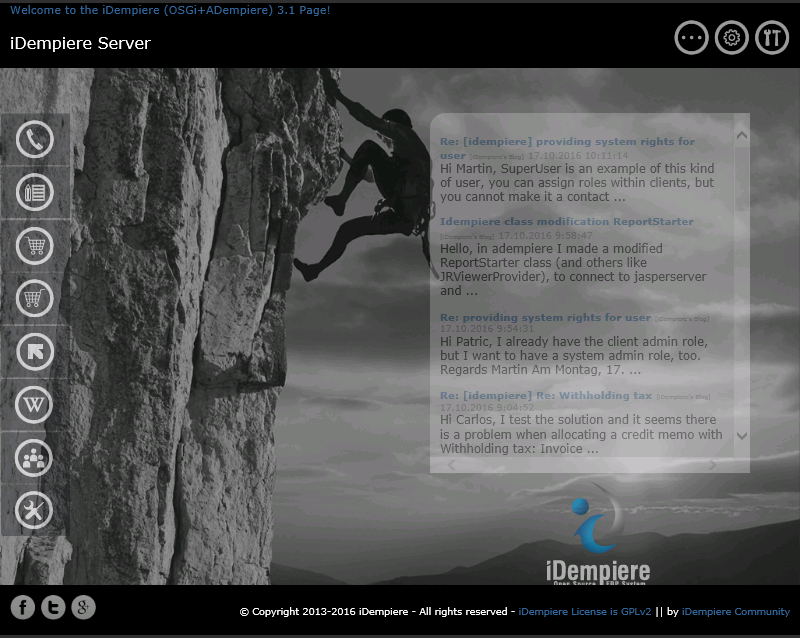 Welcome to the iDempiere (OSGi+ADempiere) 3.1 Page!
iDempiere Server
Re: [idempiere] providing system rights for
user [iDempiere's Blog] 17.10.2016 10:11:14
Hi Martin, SuperUser is an example of this kind
of user, you can assign roles within clients, but
you cannot make it a contact ...
Idempiere class modification ReportStarter
[iDempiere's Blog] 17.10.2016 9:58:47
Hello, in adempiere I made a modified
ReportStarter class (and others like
JRViewerProvider), to connect to jasperserver
and ...
Re: providing system rights for user [iDempiere's Blog]
17.10.2016 9:54:31
Hi Patric, I already have the client admin role,
but I want to have a system admin role, too.
Regards Martin Am Montag, 17. ...
Re: [idempiere] Re: Withholding tax [iDempiere's Blog]
17.10.2016 9:04:52
Hi Carlos, I test the solution and it seems there
is a problem when allocating a credit memo with
Withholding tax: Invoice ...
W
iDempiere
Open Source ERP System
f t g+
© Copyright 2013-2016 iDempiere - All rights reserved - iDempiere License is GPLv2 || by iDempiere Community